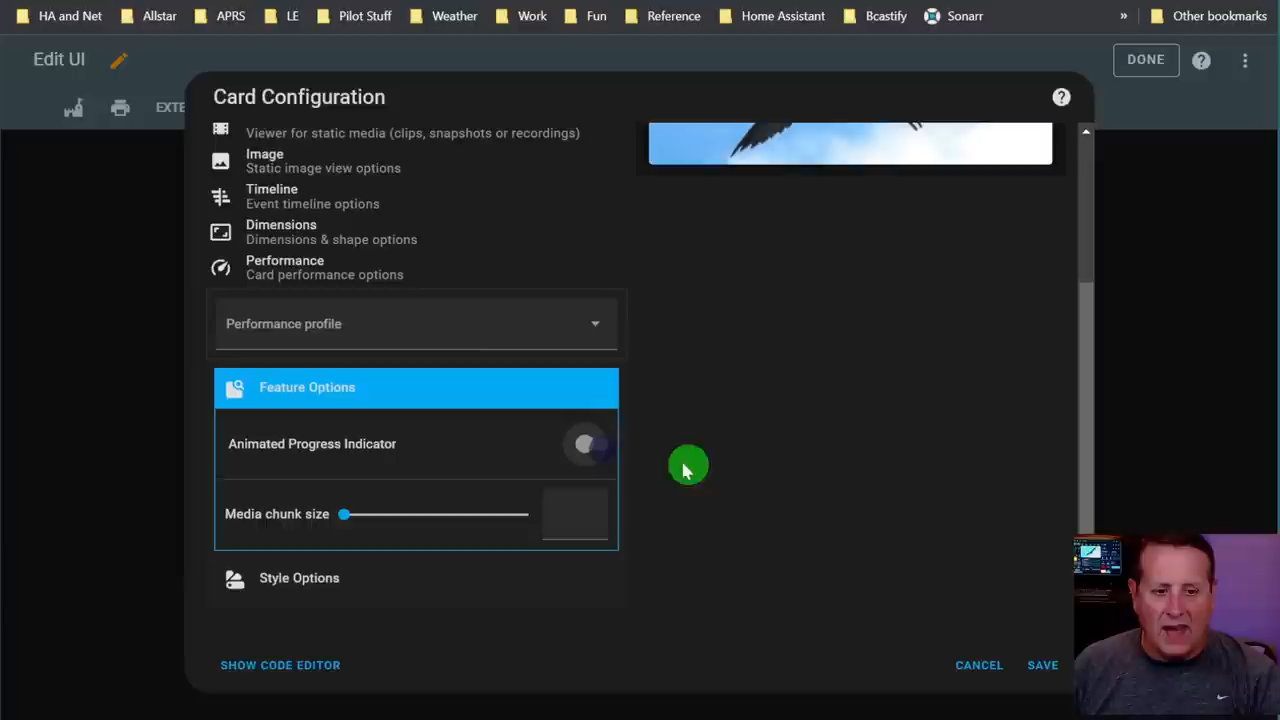 HA and Net Allstar APRS LE Pilot Stuff Weather Work Fun Reference Home Assistant Bcastify Sonarr » Other bookmarks
Edit UI
DONE
EXTE
Card Configuration
Viewer for static media (clips, snapshots or recordings)
Image
Static image view options
Timeline
Event timeline options
Dimensions
Dimensions & shape options
Performance
Card performance options
Performance profile
Feature Options
Animated Progress Indicator
Media chunk size
Style Options
SHOW CODE EDITOR
CANCEL
SAVE